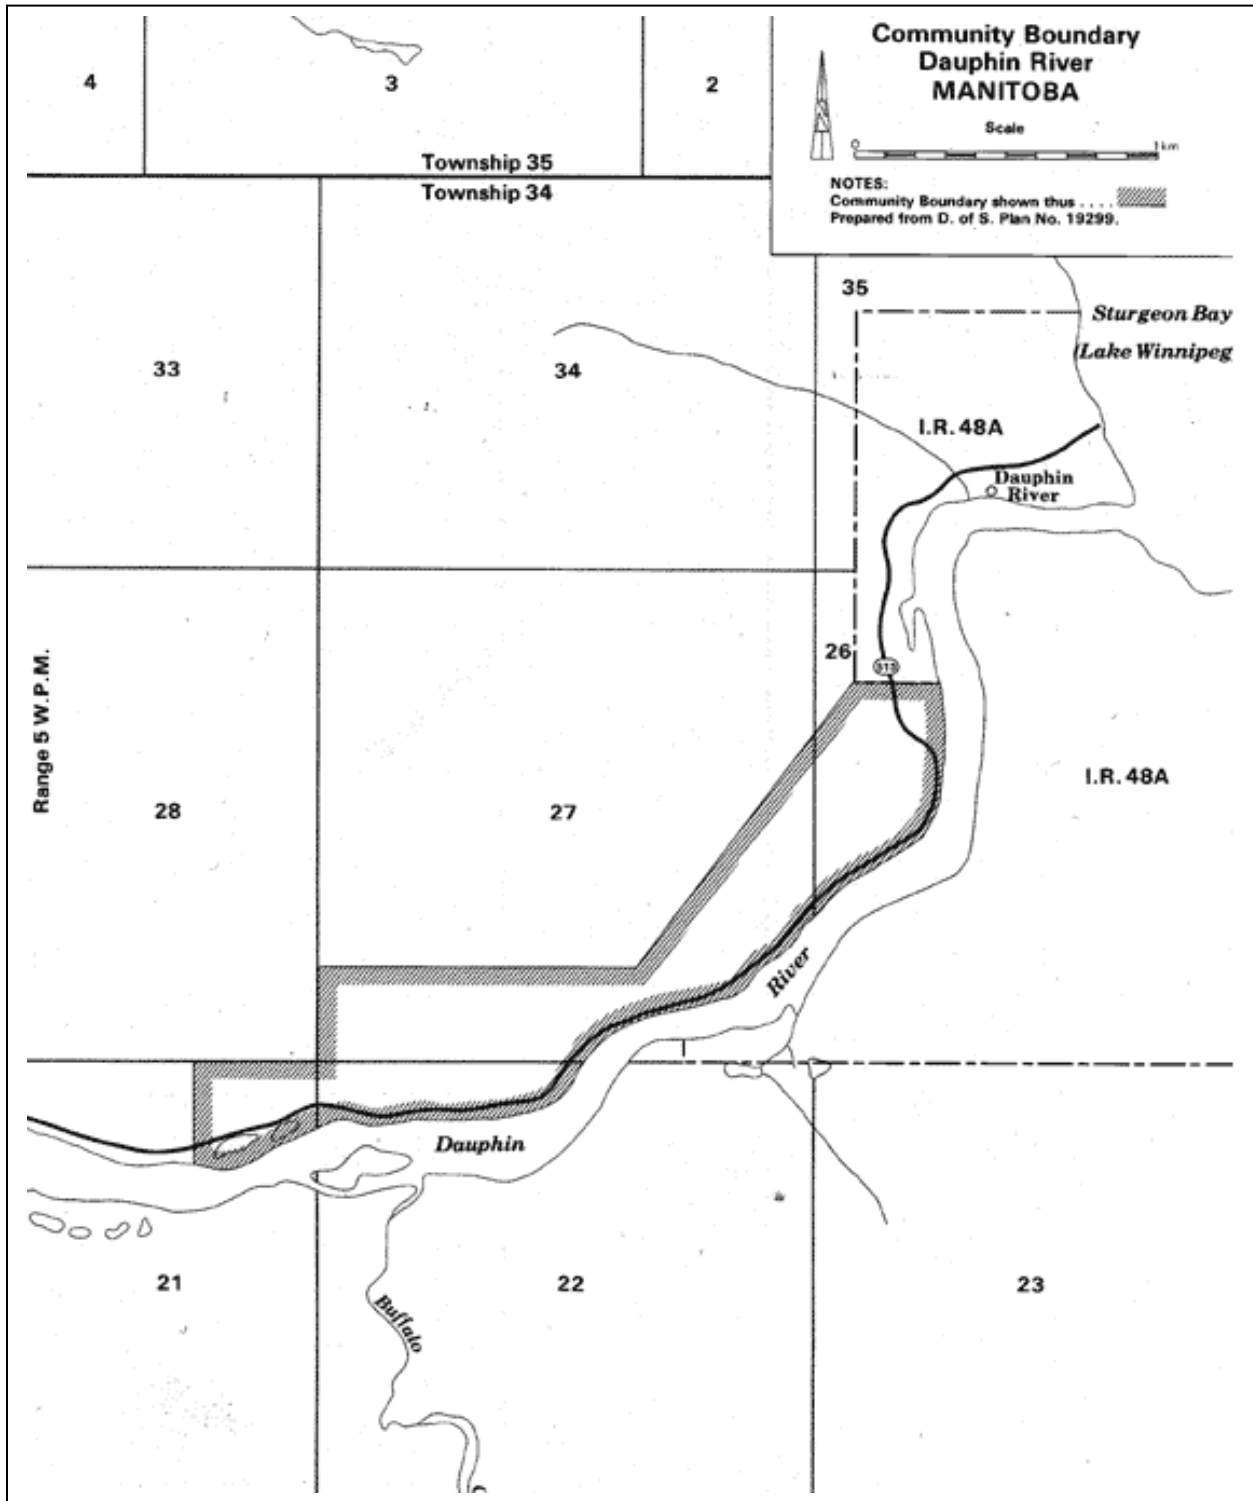 Community Boundary
Dauphin River
MANITOBA
Scale
0 1 km
NOTES:
Community Boundary shown thus . . . .
Prepared from D. of S. Plan No. 19299.
4
3
2
Township 35
Township 34
35
Sturgeon Bay
(Lake Winnipeg
33
34
I.R. 48A
Dauphin
River
26
313
Range 5 W.P.M.
28
27
I.R. 48A
River
Dauphin
21
22
23
Buffalo
C